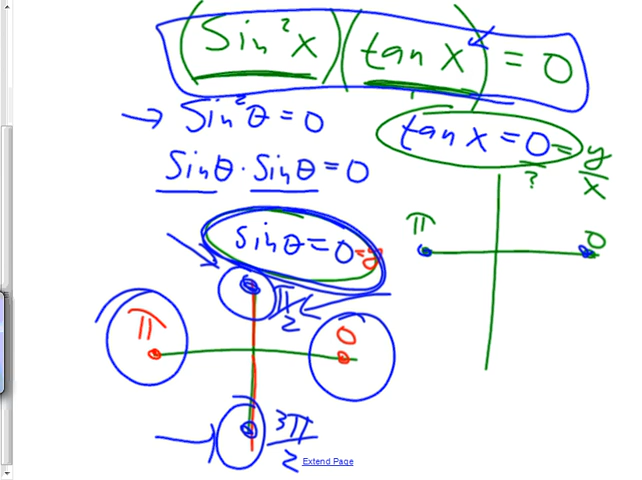 (Sin²x)(tan x) = 0
→ Sin²θ = 0
tan x = 0 = y/x
?
Sinθ · Sinθ = 0
sinθ = 0 = y
π
0
π/2
π
0
3π/2
Extend Page